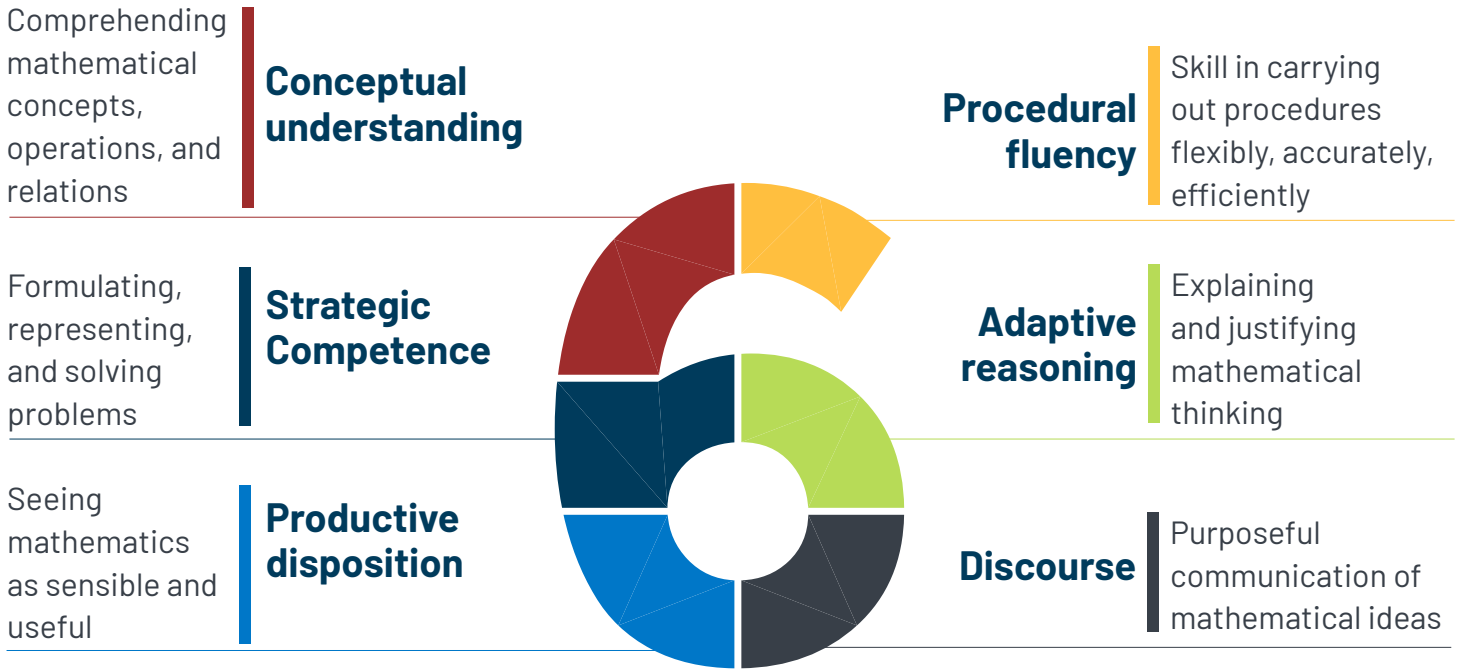 Comprehending
mathematical
concepts,
operations, and
relations
Conceptual
understanding
Procedural
fluency
Skill in carrying
out procedures
flexibly, accurately,
efficiently
Formulating,
representing,
and solving
problems
Strategic
Competence
Adaptive
reasoning
Explaining
and justifying
mathematical
thinking
Seeing
mathematics
as sensible and
useful
Productive
disposition
Discourse
Purposeful
communication of
mathematical ideas
6